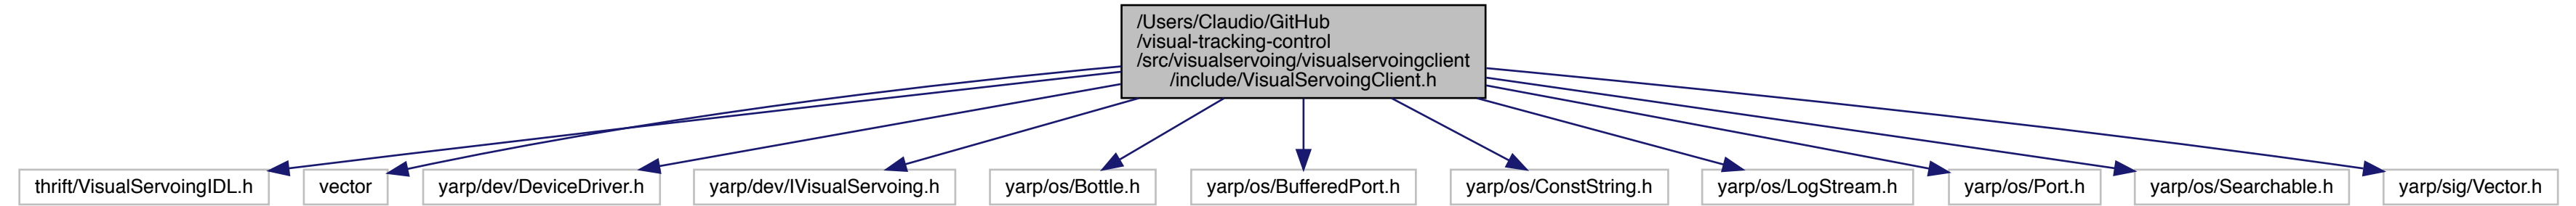 /Users/Claudio/GitHub
/visual-tracking-control
/src/visualservoing/visualservoingclient
/include/VisualServoingClient.h
thrift/VisualServoingIDL.h
vector
yarp/dev/DeviceDriver.h
yarp/dev/IVisualServoing.h
yarp/os/Bottle.h
yarp/os/BufferedPort.h
yarp/os/ConstString.h
yarp/os/LogStream.h
yarp/os/Port.h
yarp/os/Searchable.h
yarp/sig/Vector.h